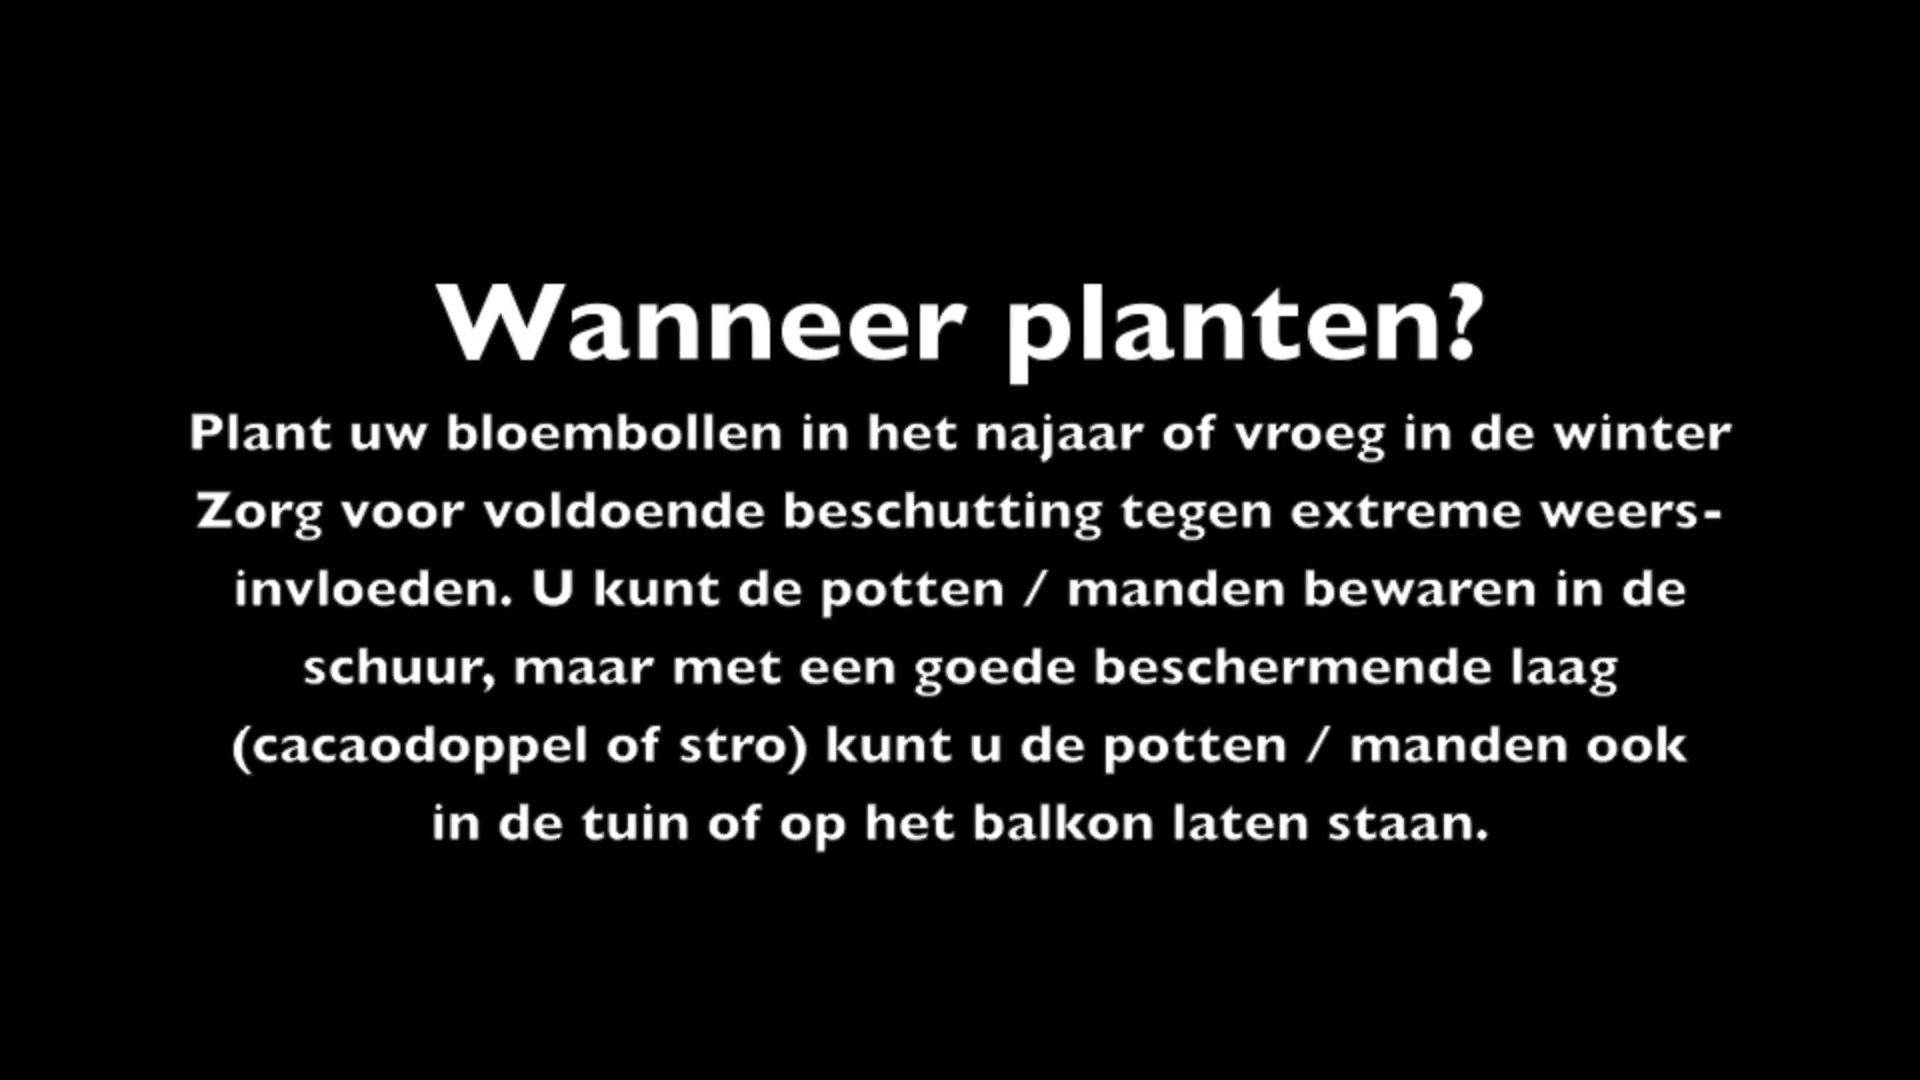 Wanneer planten?
Plant uw bloembollen in het najaar of vroeg in de winter
Zorg voor voldoende beschutting tegen extreme weers-
invloeden. U kunt de potten / manden bewaren in de
schuur, maar met een goede beschermende laag
(cacaodoppel of stro) kunt u de potten / manden ook
in de tuin of op het balkon laten staan.